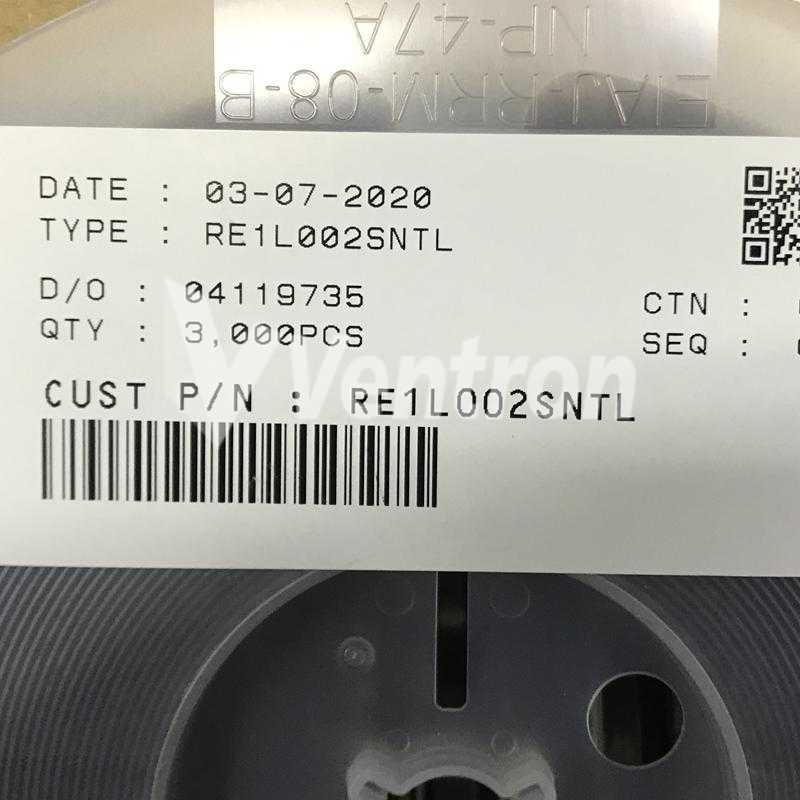 NP-47A
EIAJ-RRM-08-B
DATE : 03-07-2020
TYPE : RE1L002SNTL
D/O : 04119735
QTY : 3,000PCS
CTN :
SEQ :
Ventron
CUST P/N : RE1L002SNTL